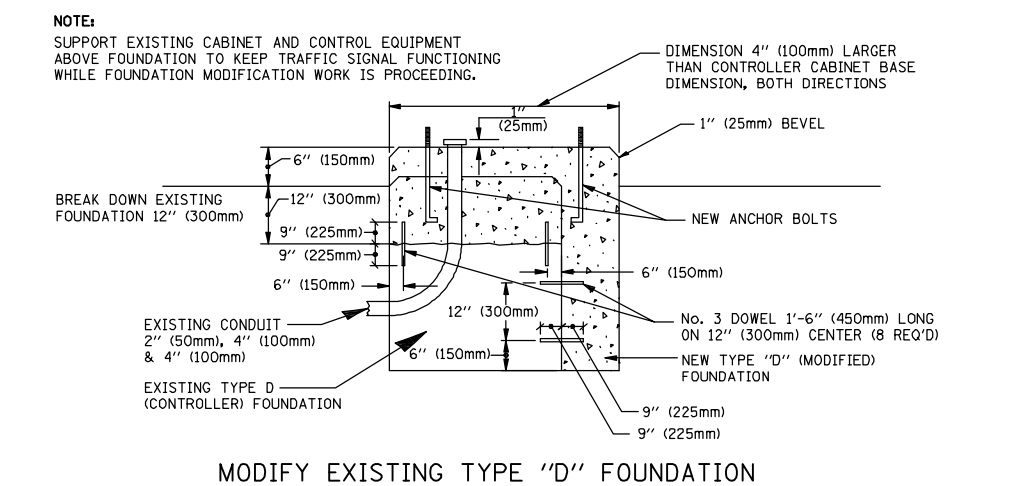 NOTE:
SUPPORT EXISTING CABINET AND CONTROL EQUIPMENT
ABOVE FOUNDATION TO KEEP TRAFFIC SIGNAL FUNCTIONING
WHILE FOUNDATION MODIFICATION WORK IS PROCEEDING.
DIMENSION 4" (100mm) LARGER
THAN CONTROLLER CABINET BASE
DIMENSION, BOTH DIRECTIONS
1"
(25mm)
1" (25mm) BEVEL
6" (150mm)
BREAK DOWN EXISTING
FOUNDATION 12" (300mm)
12" (300mm)
NEW ANCHOR BOLTS
9" (225mm)
9" (225mm)
6" (150mm)
6" (150mm)
12" (300mm)
No. 3 DOWEL 1'-6" (450mm) LONG
ON 12" (300mm) CENTER (8 REQ'D)
EXISTING CONDUIT
2" (50mm), 4" (100mm)
& 4" (100mm)
6" (150mm)
NEW TYPE "D" (MODIFIED)
FOUNDATION
EXISTING TYPE D
(CONTROLLER) FOUNDATION
9" (225mm)
9" (225mm)
MODIFY EXISTING TYPE "D" FOUNDATION